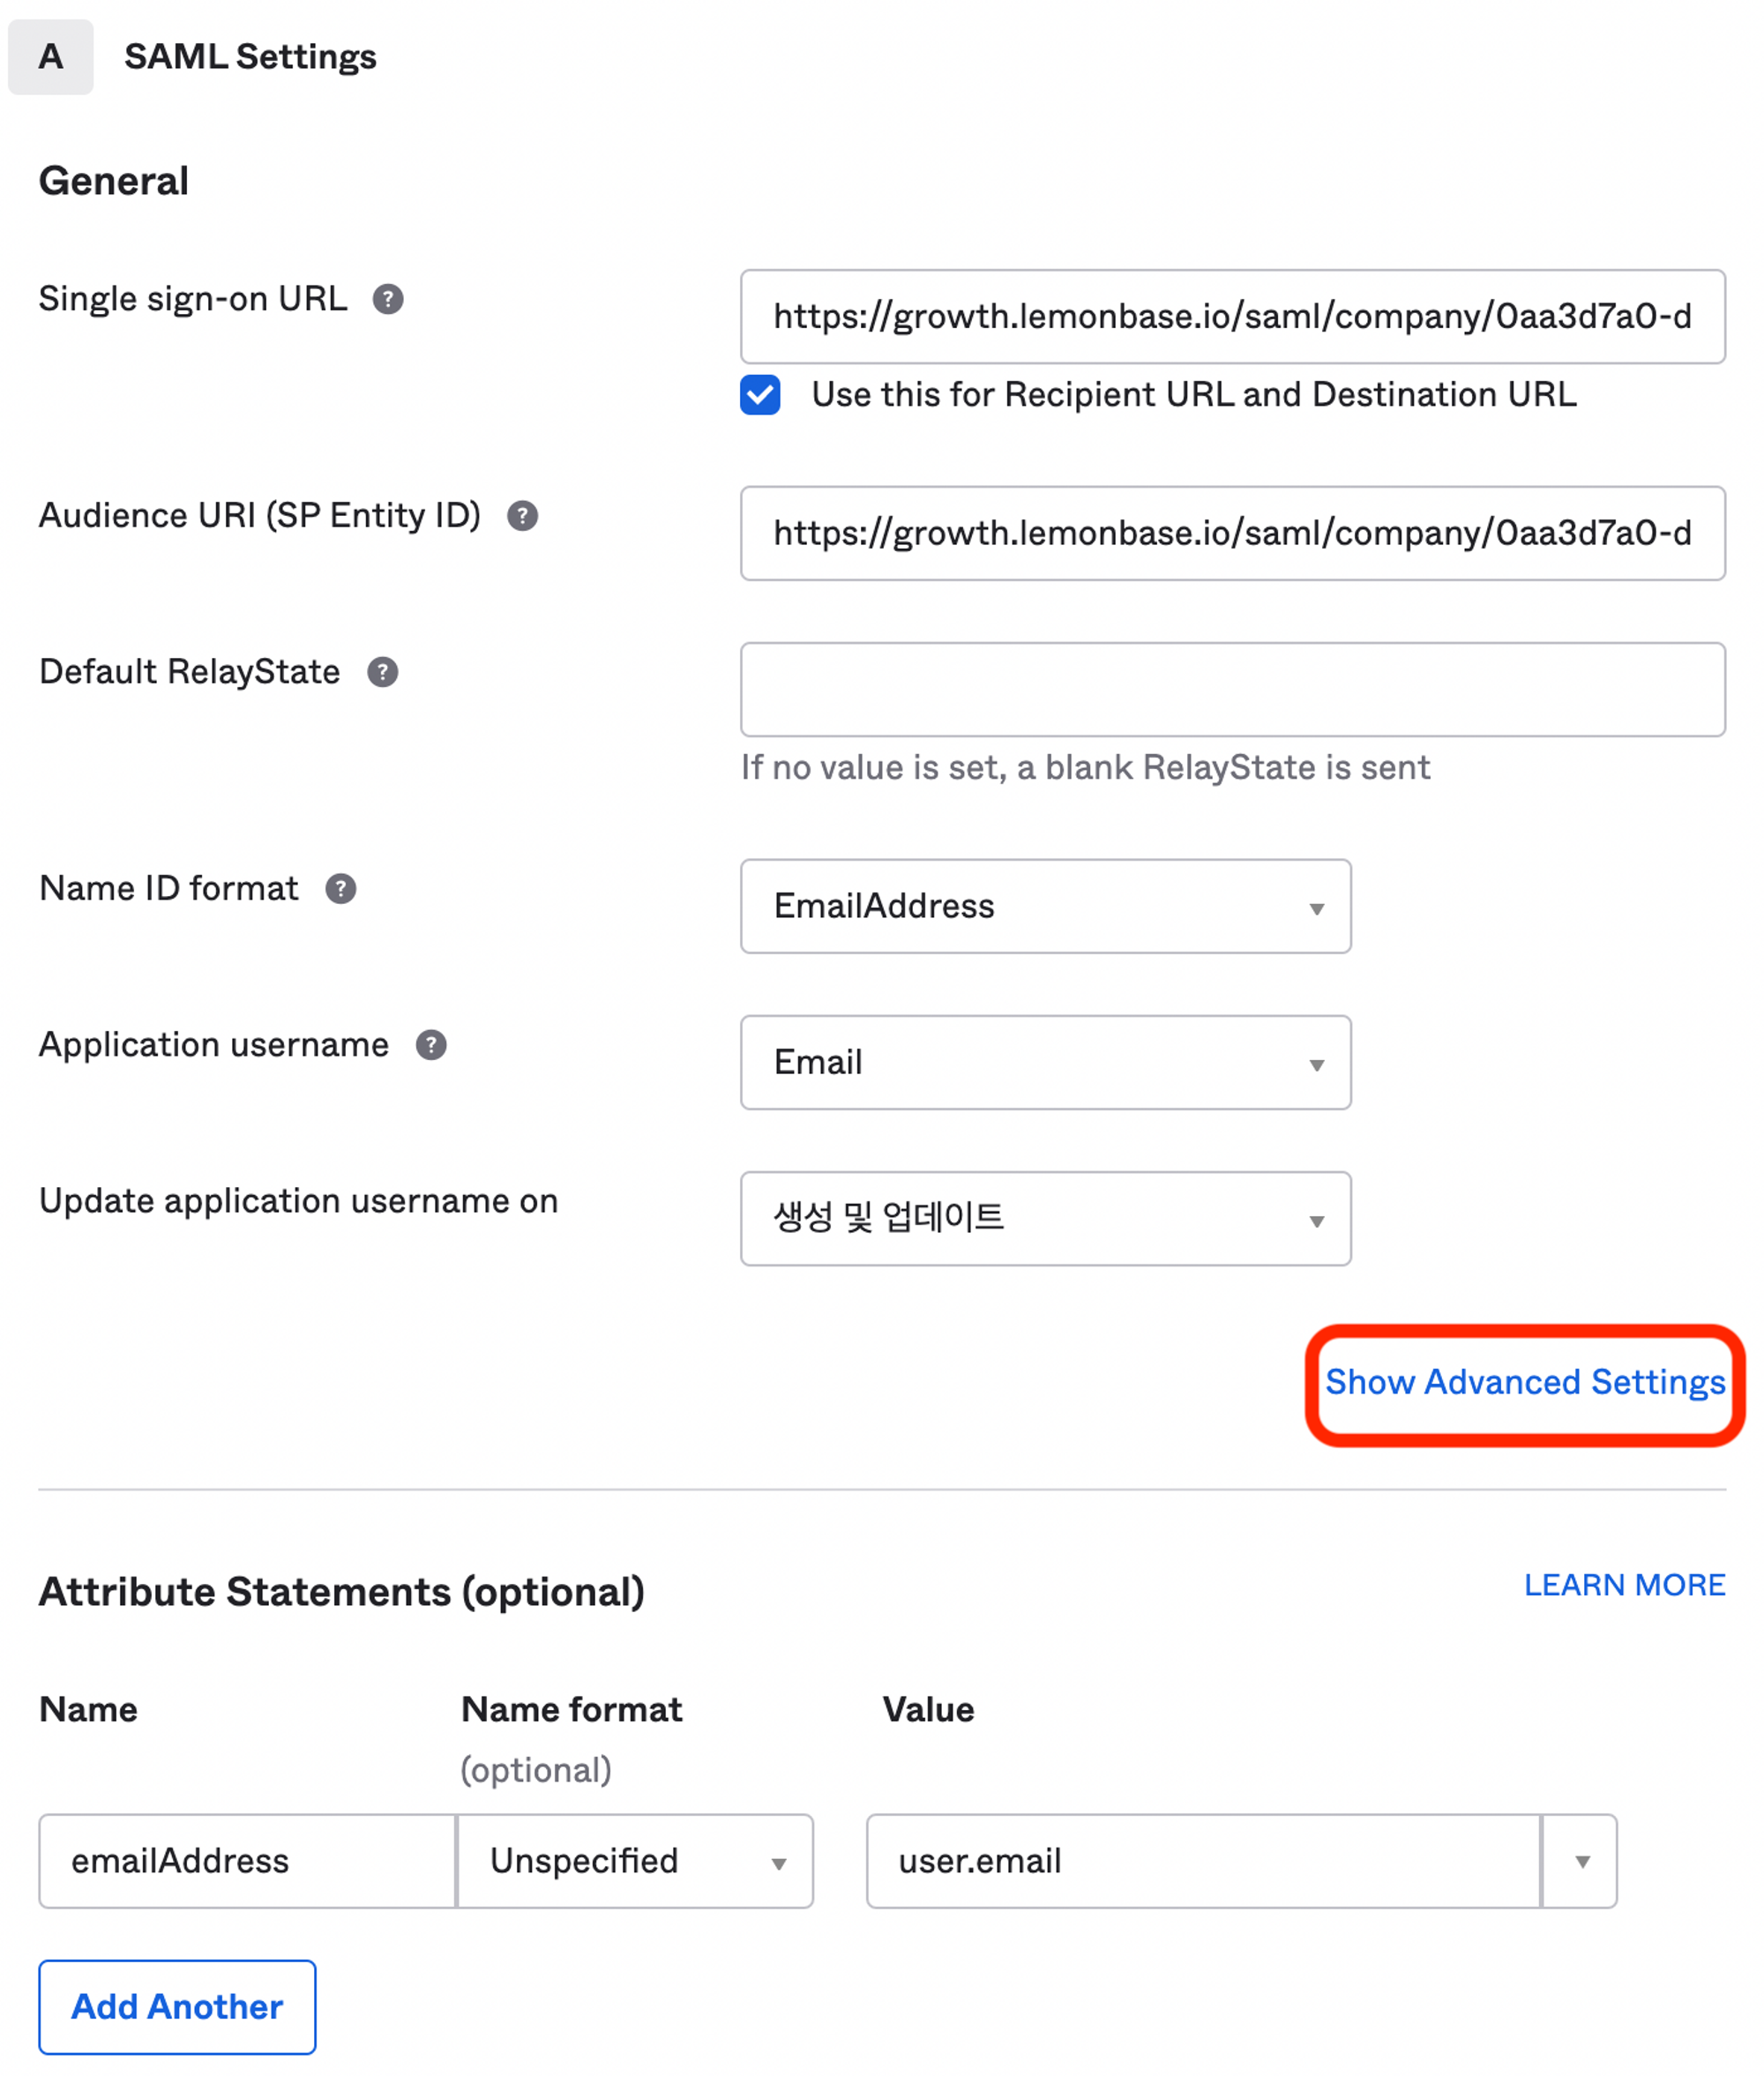 A SAML Settings
General
Single sign-on URL ?
https://growth.lemonbase.io/saml/company/0aa3d7a0-d
Use this for Recipient URL and Destination URL
Audience URI (SP Entity ID) ?
https://growth.lemonbase.io/saml/company/0aa3d7a0-d
Default RelayState ?
If no value is set, a blank RelayState is sent
Name ID format ?
EmailAddress
Application username ?
Email
Update application username on
생성 및 업데이트
Show Advanced Settings
Attribute Statements (optional)
LEARN MORE
Name Name format Value
(optional)
emailAddress Unspecified user.email
Add Another